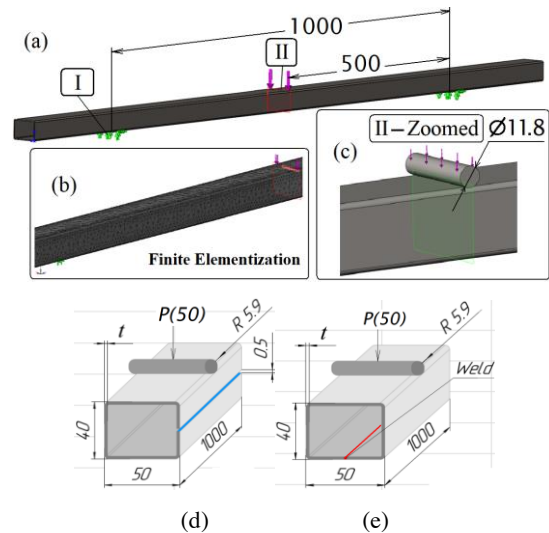 (a)
1000
II
500
I
(b)
Finite Elementization
(c)
II-Zoomed
Ø11.8
P(50)
R 5.9
t
0.5
40
50
1000
(d)
P(50)
R 5.9
t
Weld
40
50
1000
(e)